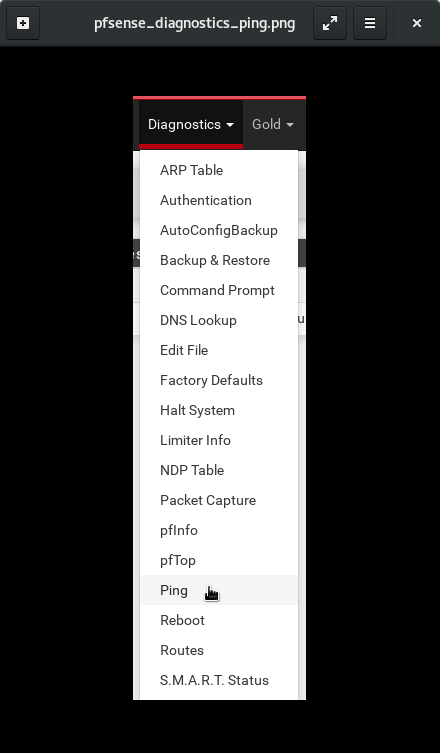 pfsense_diagnostics_ping.png
Diagnostics Gold
ARP Table
Authentication
AutoConfigBackup
Backup & Restore
Command Prompt
DNS Lookup
Edit File
Factory Defaults
Halt System
Limiter Info
NDP Table
Packet Capture
pfInfo
pfTop
Ping
Reboot
Routes
S.M.A.R.T. Status